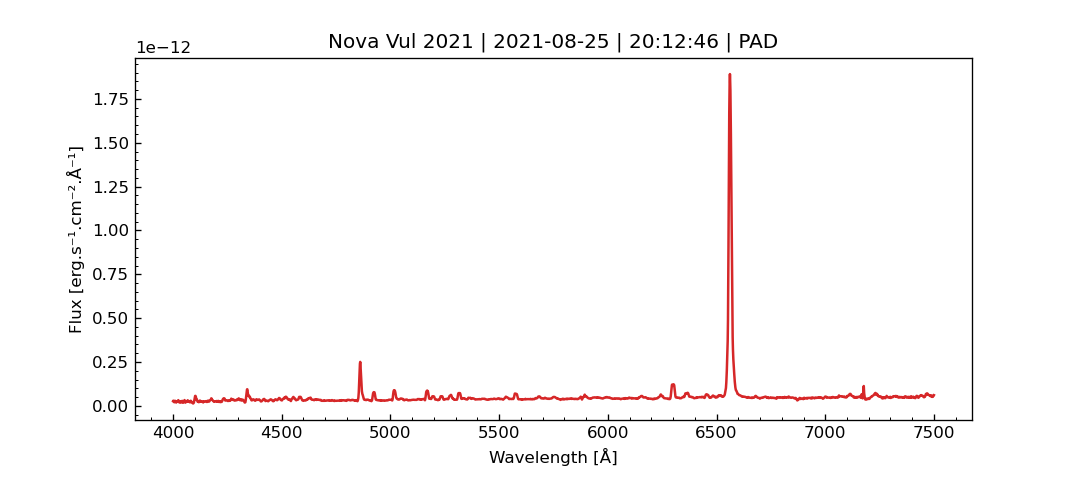 Nova Vul 2021 | 2021-08-25 | 20:12:46 | PAD
1e−12
1.75
1.50
1.25
1.00
0.75
0.50
0.25
0.00
Flux [erg.s⁻¹.cm⁻².Å⁻¹]
4000 4500 5000 5500 6000 6500 7000 7500
Wavelength [Å]